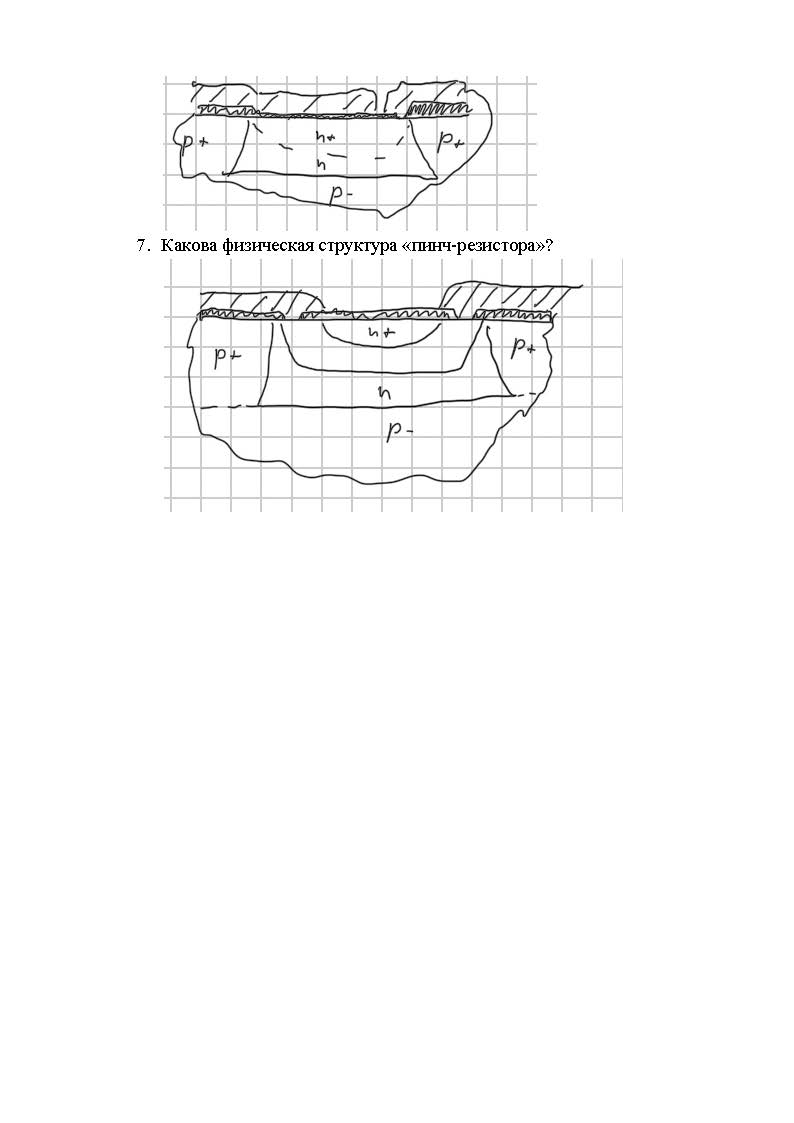 p+ n+ p+
n
p-
7. Какова физическая структура «пинч-резистора»?
n+
p+ p+
n
p-